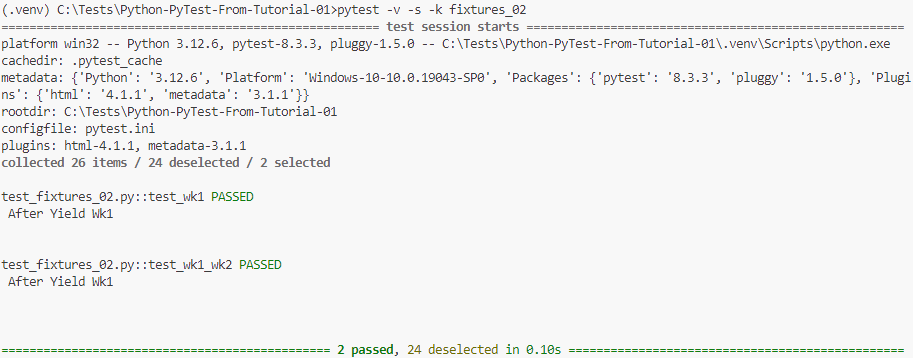 (.venv) C:\Tests\Python-PyTest-From-Tutorial-01>pytest -v -s -k fixtures_02
====================================================== test session starts ======================================================
platform win32 -- Python 3.12.6, pytest-8.3.3, pluggy-1.5.0 -- C:\Tests\Python-PyTest-From-Tutorial-01\.venv\Scripts\python.exe
cachedir: .pytest_cache
metadata: {'Python': '3.12.6', 'Platform': 'Windows-10-10.0.19043-SP0', 'Packages': {'pytest': '8.3.3', 'pluggy': '1.5.0'}, 'Plugi
ns': {'html': '4.1.1', 'metadata': '3.1.1'}}
rootdir: C:\Tests\Python-PyTest-From-Tutorial-01
configfile: pytest.ini
plugins: html-4.1.1, metadata-3.1.1
collected 26 items / 24 deselected / 2 selected
test_fixtures_02.py::test_wk1 PASSED
After Yield Wk1
test_fixtures_02.py::test_wk1_wk2 PASSED
After Yield Wk1
=============================================== 2 passed, 24 deselected in 0.10s ================================================